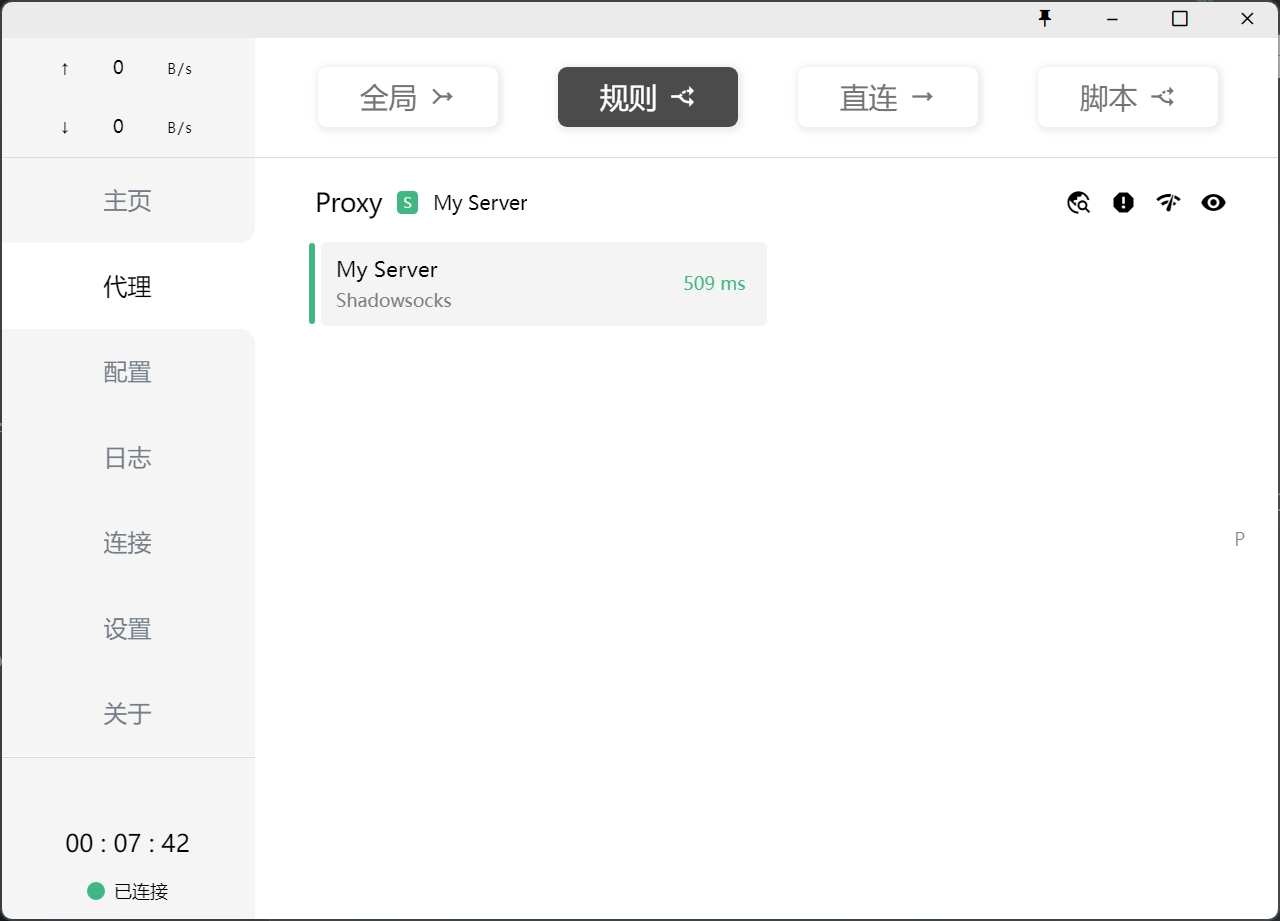 ↑ 0 B/s
↓ 0 B/s
全局
规则
直连
脚本
主页
代理
配置
日志
连接
设置
关于
00 : 07 : 42
已连接
Proxy S My Server
My Server
Shadowsocks
509 ms
P